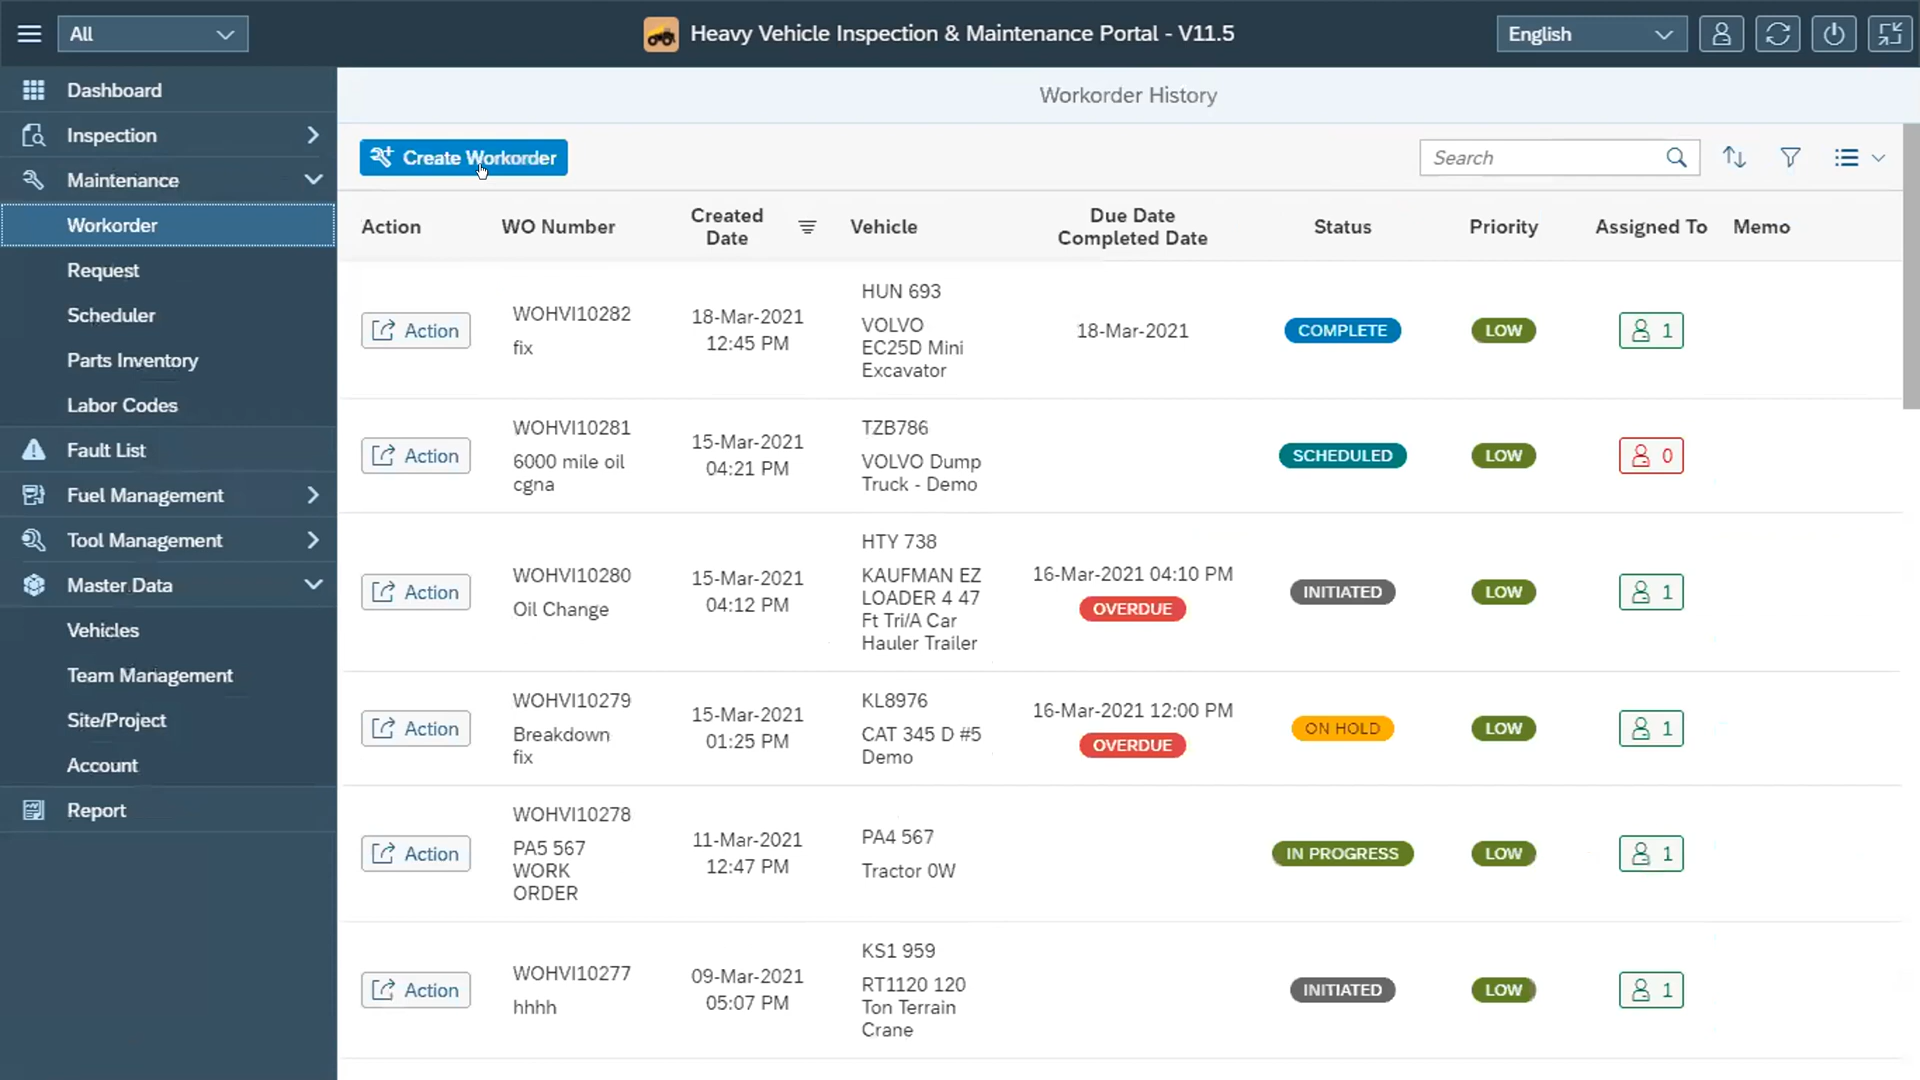 All
Heavy Vehicle Inspection & Maintenance Portal - V11.5
English
Dashboard
Inspection
Maintenance
Workorder
Request
Scheduler
Parts Inventory
Labor Codes
Fault List
Fuel Management
Tool Management
Master Data
Vehicles
Team Management
Site/Project
Account
Report
Workorder History
Create Workorder
Search
Action
WO Number
Created
Date
Vehicle
Due Date
Completed Date
Status
Priority
Assigned To
Memo
Action
WOHVI10282
fix
18-Mar-2021
12:45 PM
HUN 693
VOLVO
EC25D Mini
Excavator
18-Mar-2021
COMPLETE
LOW
1
Action
WOHVI10281
6000 mile oil
cgna
15-Mar-2021
04:21 PM
TZB786
VOLVO Dump
Truck - Demo
SCHEDULED
LOW
0
Action
WOHVI10280
Oil Change
15-Mar-2021
04:12 PM
HTY 738
KAUFMAN EZ
LOADER 4 47
Ft Tri/A Car
Hauler Trailer
16-Mar-2021 04:10 PM
OVERDUE
INITIATED
LOW
1
Action
WOHVI10279
Breakdown
fix
15-Mar-2021
01:25 PM
KL8976
CAT 345 D #5
Demo
16-Mar-2021 12:00 PM
OVERDUE
ON HOLD
LOW
1
Action
WOHVI10278
PA5 567
WORK
ORDER
11-Mar-2021
12:47 PM
PA4 567
Tractor 0W
IN PROGRESS
LOW
1
Action
WOHVI10277
hhhh
09-Mar-2021
05:07 PM
KS1 959
RT1120 120
Ton Terrain
Crane
INITIATED
LOW
1